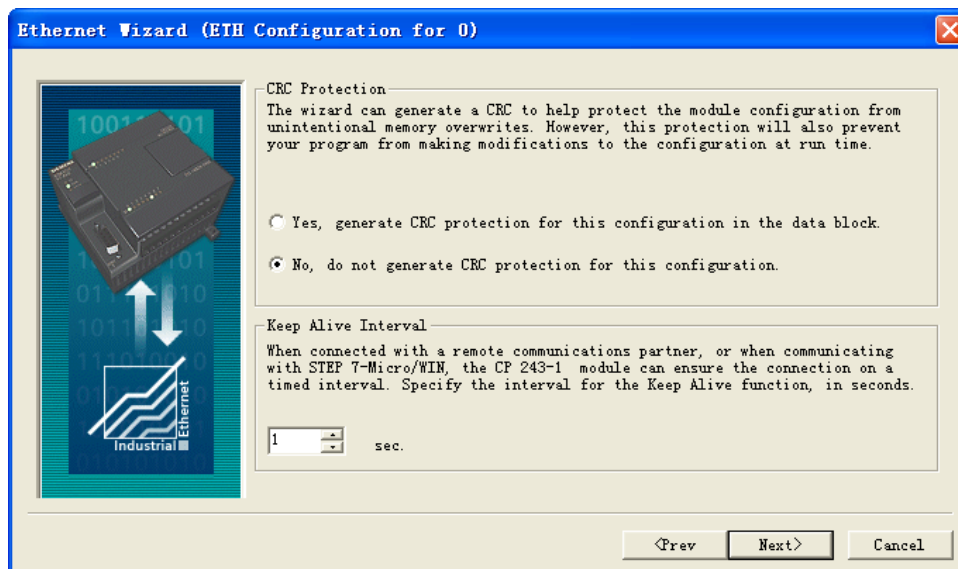 Ethernet Wizard (ETH Configuration for 0)
CRC Protection
The wizard can generate a CRC to help protect the module configuration from
unintentional memory overwrites. However, this protection will also prevent
your program from making modifications to the configuration at run time.
Yes, generate CRC protection for this configuration in the data block.
No, do not generate CRC protection for this configuration.
Keep Alive Interval
When connected with a remote communications partner, or when communicating
with STEP 7-Micro/WIN, the CP 243-1 module can ensure the connection on a
timed interval. Specify the interval for the Keep Alive function, in seconds.
1 sec.
Industrial Ethernet
<Prev Next> Cancel